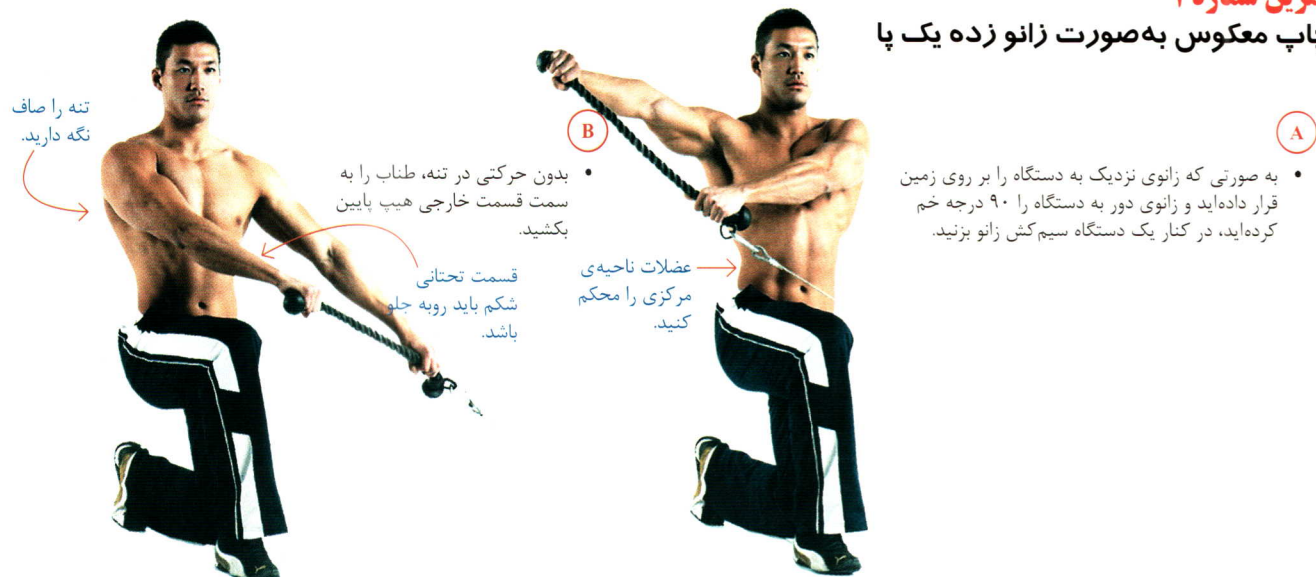 تمرین شماره ۱
چاپ معکوس به‌صورت زانو زده یک پا
A
• به صورتی که زانوی نزدیک به دستگاه را بر روی زمین
قرار داده‌اید و زانوی دور به دستگاه را ۹۰ درجه خم
کرده‌اید، در کنار یک دستگاه سیم‌کش زانو بزنید.
عضلات ناحیه‌ی
مرکزی را محکم
کنید.
B
• بدون حرکتی در تنه، طناب را به
سمت قسمت خارجی هیپ پایین
بکشید.
قسمت تحتانی
شکم باید روبه جلو
باشد.
تنه را صاف
نگه دارید.